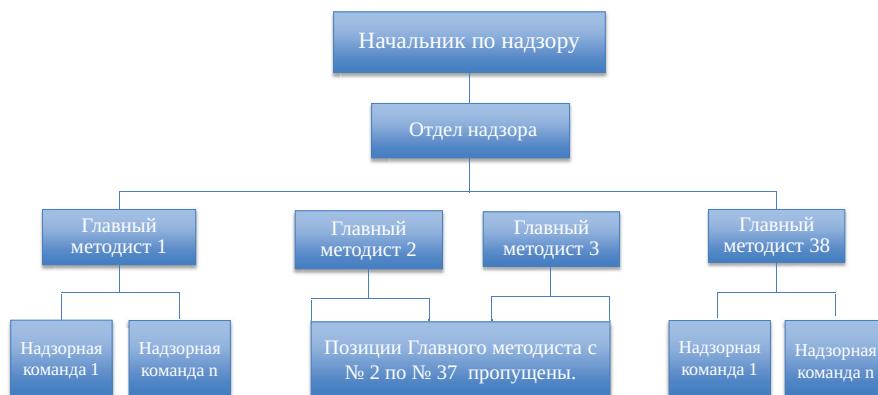 Начальник по надзору
Отдел надзора
Главный
методист 1
Главный
методист 2
Главный
методист 3
Главный
методист 38
Надзорная
команда 1
Надзорная
команда n
Позиции Главного методиста с
№ 2 по № 37 пропущены.
Надзорная
команда 1
Надзорная
команда n